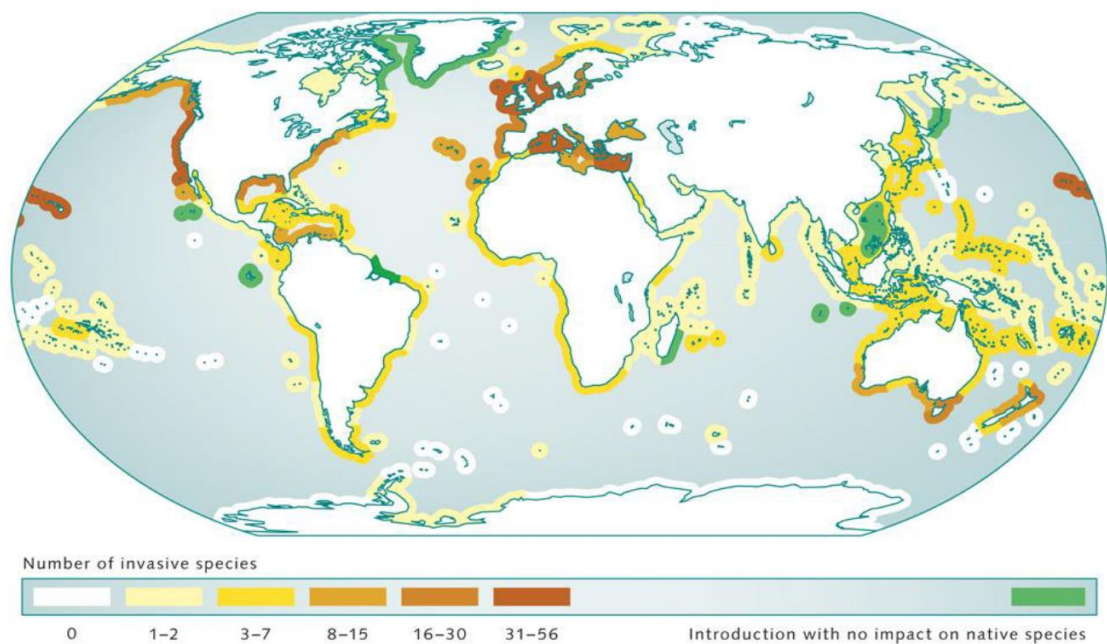 Number of invasive species
0 1–2 3–7 8–15 16–30 31–56 Introduction with no impact on native species